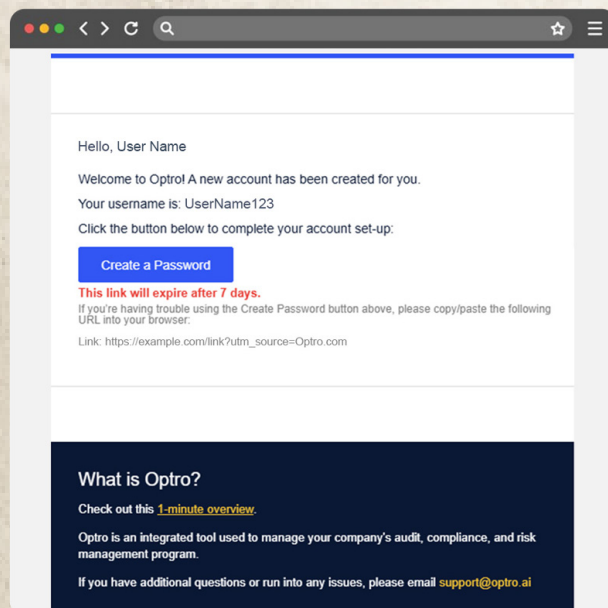 Hello, User Name
Welcome to Optro! A new account has been created for you.
Your username is: UserName123
Click the button below to complete your account set-up:
Create a Password
This link will expire after 7 days.
If you're having trouble using the Create Password button above, please copy/paste the following
URL into your browser:
Link: https://example.com/link?utm_source=Optro.com
What is Optro?
Check out this 1-minute overview.
Optro is an integrated tool used to manage your company's audit, compliance, and risk
management program.
If you have additional questions or run into any issues, please email support@optro.ai